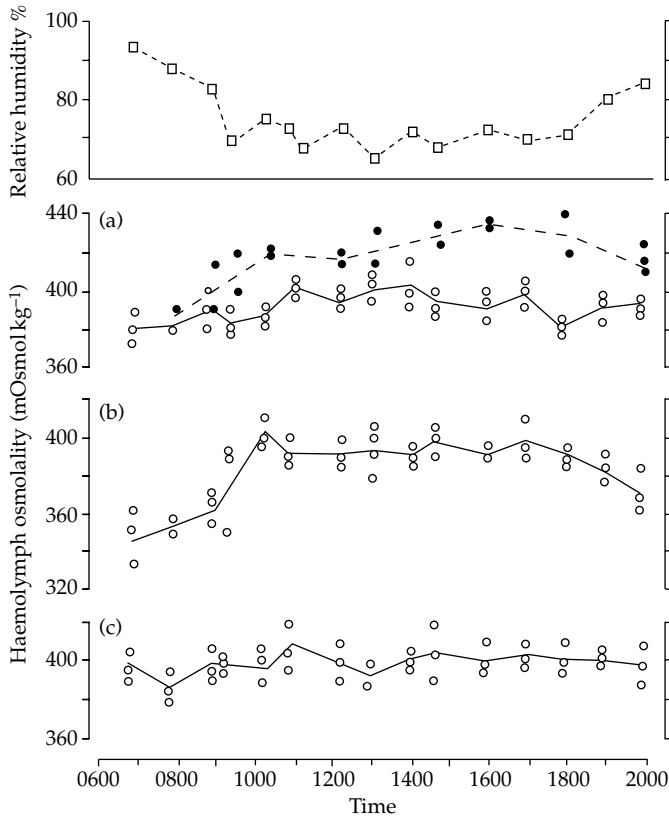 Relative humidity %
100
80
60
Haemolymph osmolality (mOsmol kg⁻¹)
(a)
440
400
360
(b)
400
360
320
(c)
400
360
0600 0800 1000 1200 1400 1600 1800 2000
Time